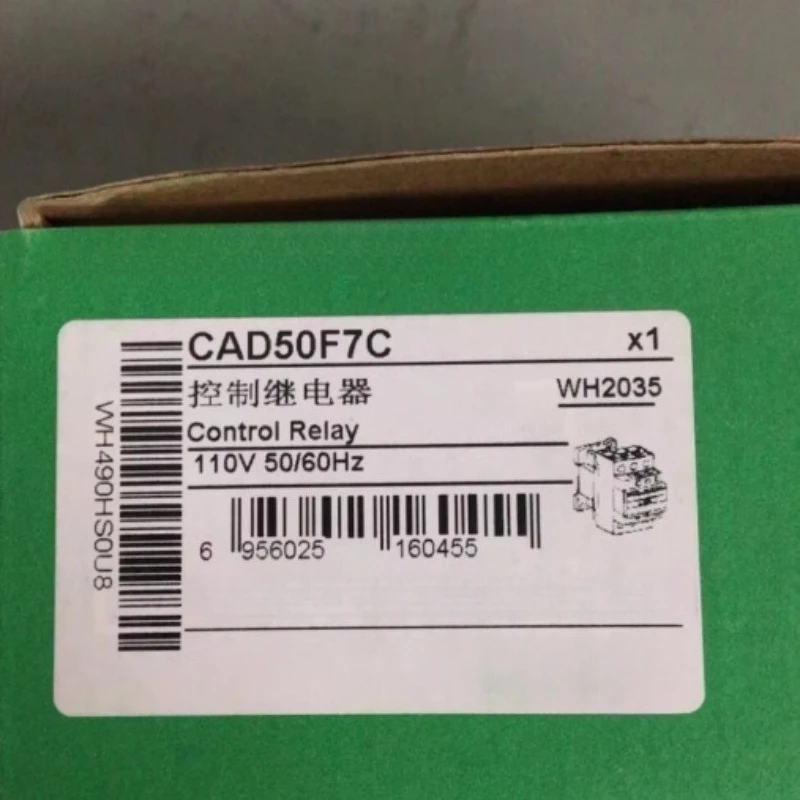 CAD50F7C x1
控制继电器 WH2035
Control Relay
110V 50/60Hz
6 956025 160455
WH490HS0U8